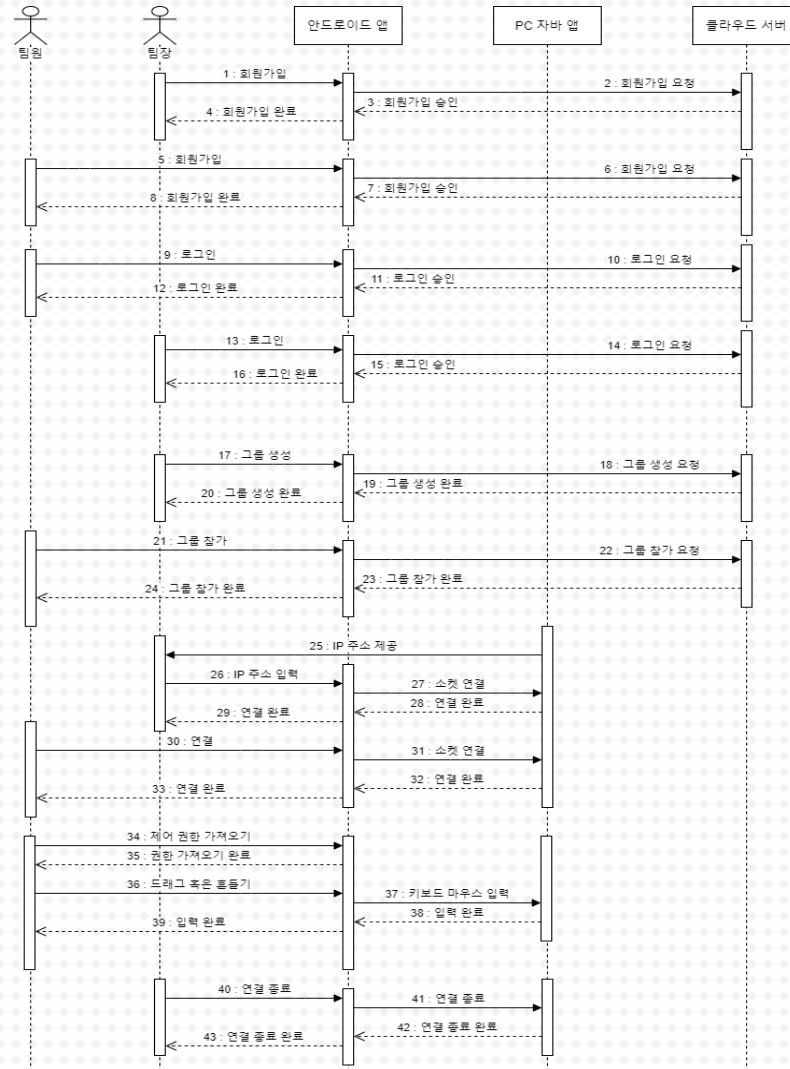 팀원
팀장
안드로이드 앱
PC 자바 앱
클라우드 서버
1 : 회원가입
2 : 회원가입 요청
3 : 회원가입 승인
4 : 회원가입 완료
5 : 회원가입
6 : 회원가입 요청
7 : 회원가입 승인
8 : 회원가입 완료
9 : 로그인
10 : 로그인 요청
11 : 로그인 승인
12 : 로그인 완료
13 : 로그인
14 : 로그인 요청
15 : 로그인 승인
16 : 로그인 완료
17 : 그룹 생성
18 : 그룹 생성 요청
19 : 그룹 생성 완료
20 : 그룹 생성 완료
21 : 그룹 참가
22 : 그룹 참가 요청
23 : 그룹 참가 완료
24 : 그룹 참가 완료
25 : IP 주소 제공
26 : IP 주소 입력
27 : 소켓 연결
28 : 연결 완료
29 : 연결 완료
30 : 연결
31 : 소켓 연결
32 : 연결 완료
33 : 연결 완료
34 : 제어 권한 가져오기
35 : 권한 가져오기 완료
36 : 드래그 혹은 흔들기
37 : 키보드 마우스 입력
38 : 입력 완료
39 : 입력 완료
40 : 연결 종료
41 : 연결 종료
42 : 연결 종료 완료
43 : 연결 종료 완료